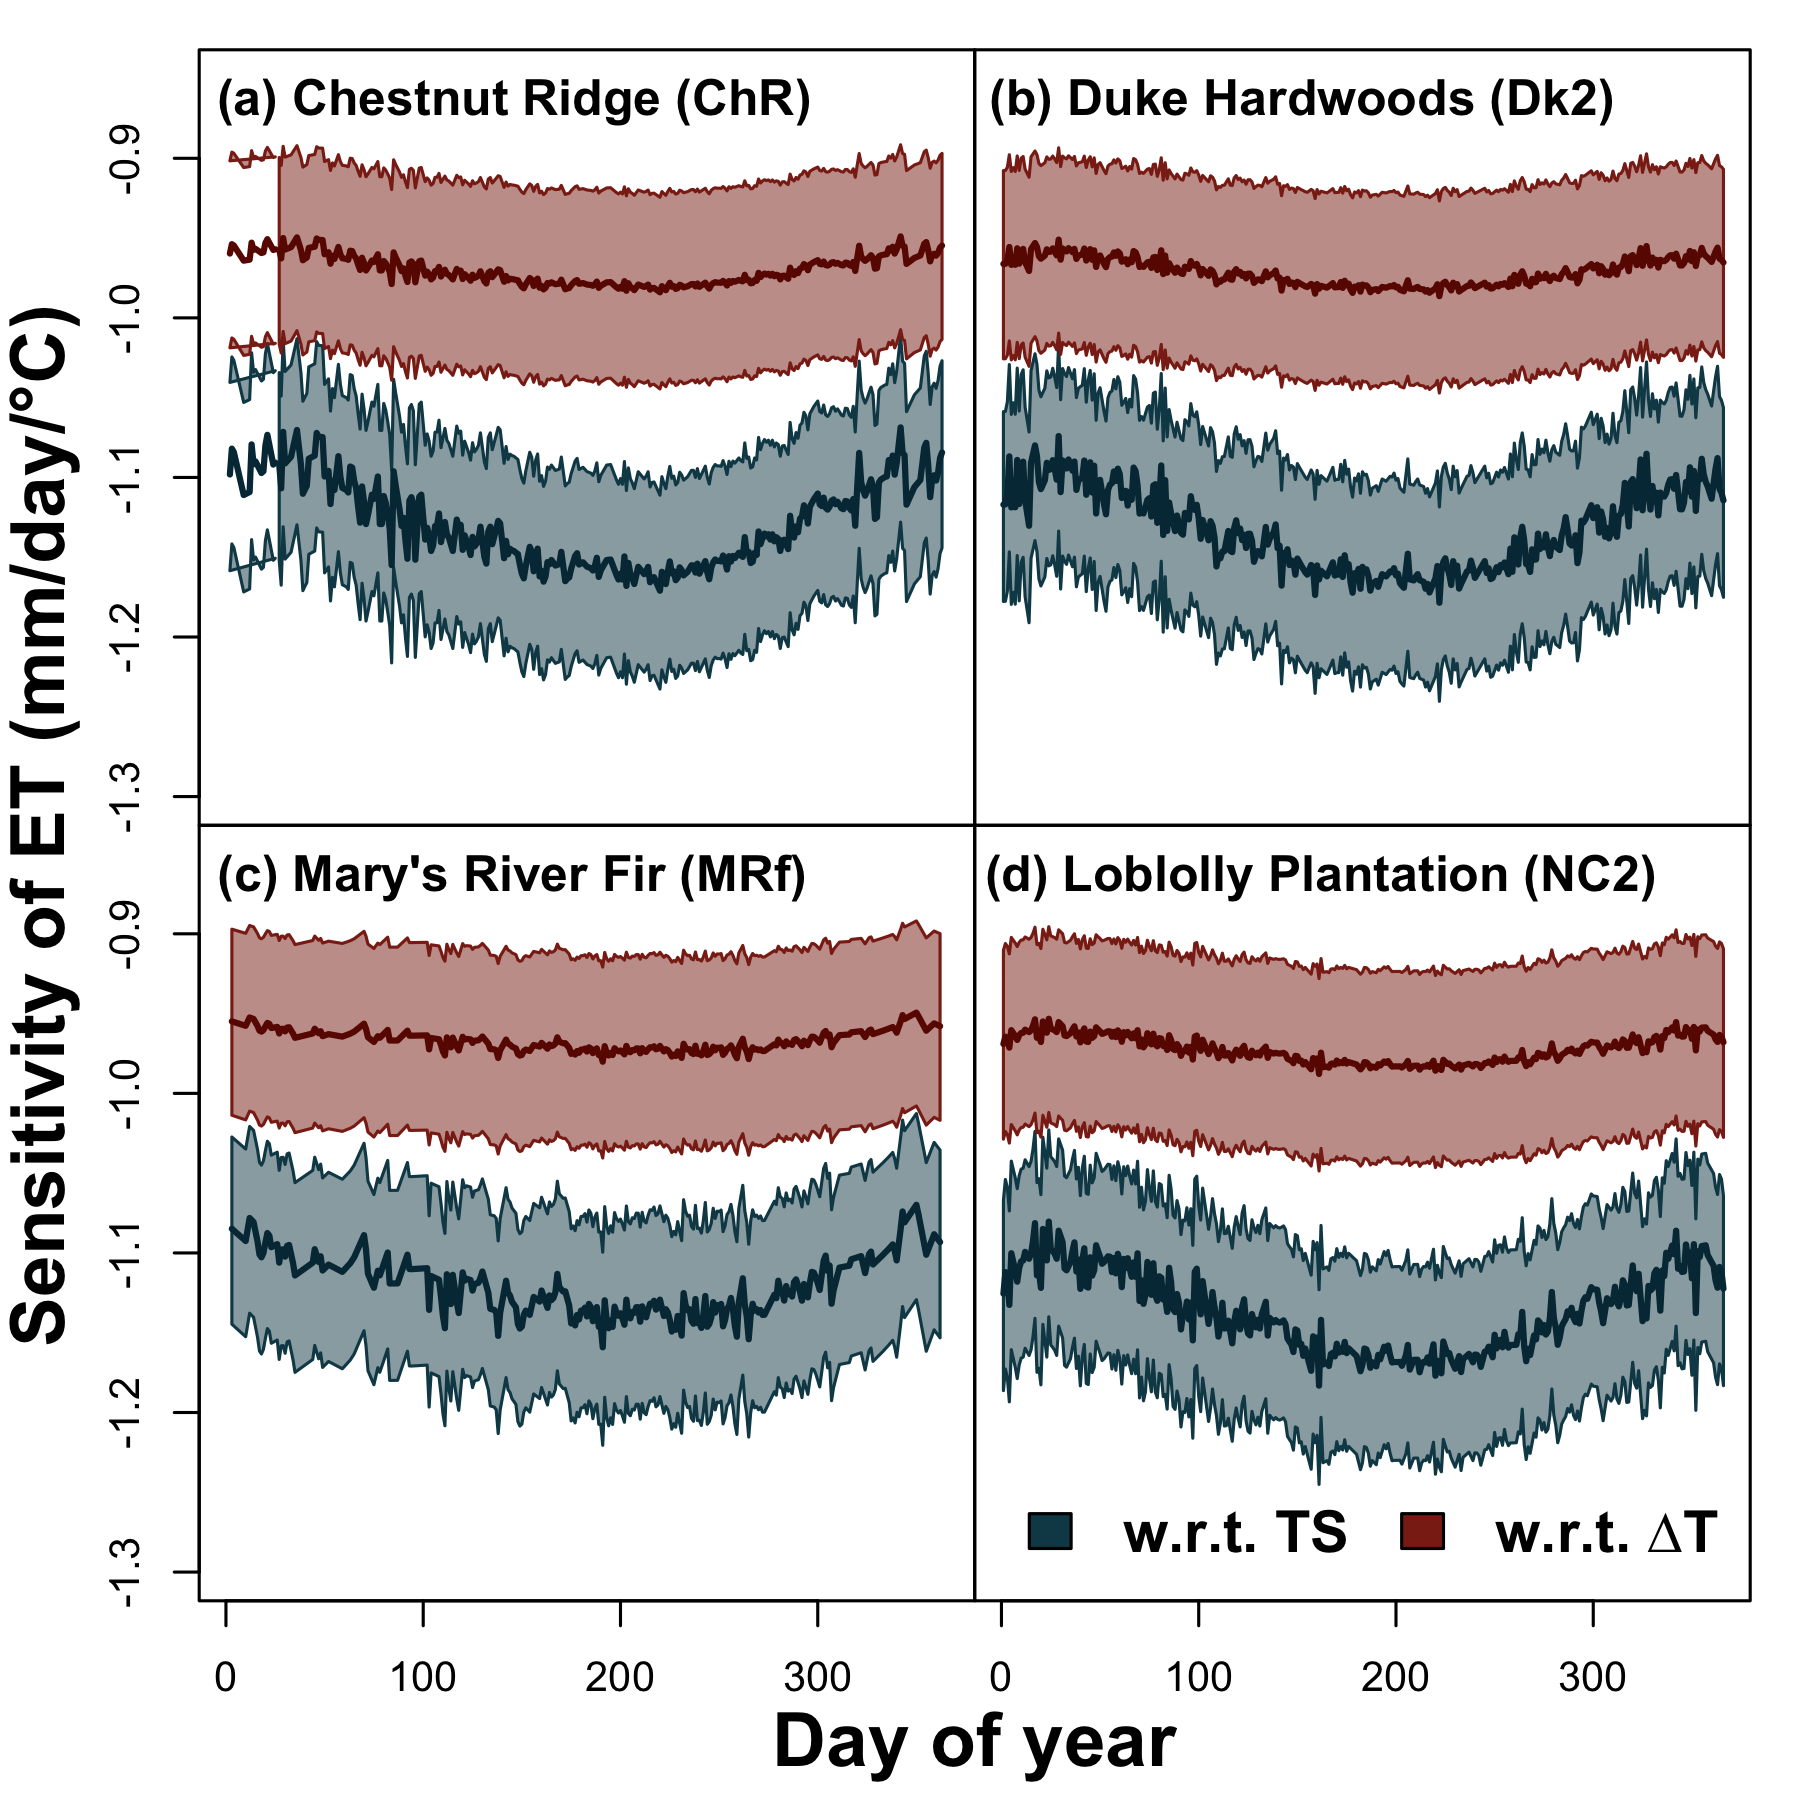 Sensitivity of ET (mm/day/°C)
(a) Chestnut Ridge (ChR)
(b) Duke Hardwoods (Dk2)
-0.9
-1.0
-1.1
-1.2
-1.3
(c) Mary's River Fir (MRf)
(d) Loblolly Plantation (NC2)
-0.9
-1.0
-1.1
-1.2
-1.3
w.r.t. TS w.r.t. ΔT
0 100 200 300 0 100 200 300
Day of year